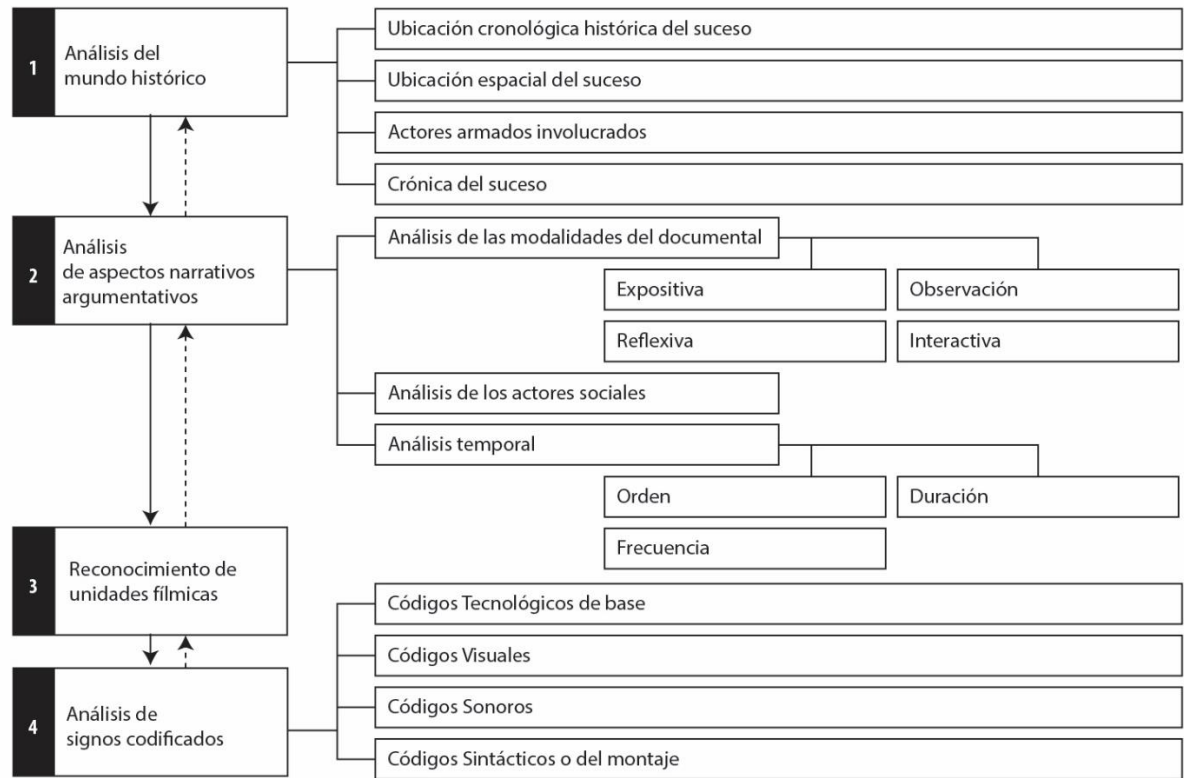 1
Análisis del
mundo histórico
Ubicación cronológica histórica del suceso
Ubicación espacial del suceso
Actores armados involucrados
Crónica del suceso
2
Análisis
de aspectos narrativos
argumentativos
Análisis de las modalidades del documental
Expositiva
Observación
Reflexiva
Interactiva
Análisis de los actores sociales
Análisis temporal
Orden
Duración
Frecuencia
3
Reconocimiento de
unidades fílmicas
4
Análisis de
signos codificados
Códigos Tecnológicos de base
Códigos Visuales
Códigos Sonoros
Códigos Sintácticos o del montaje